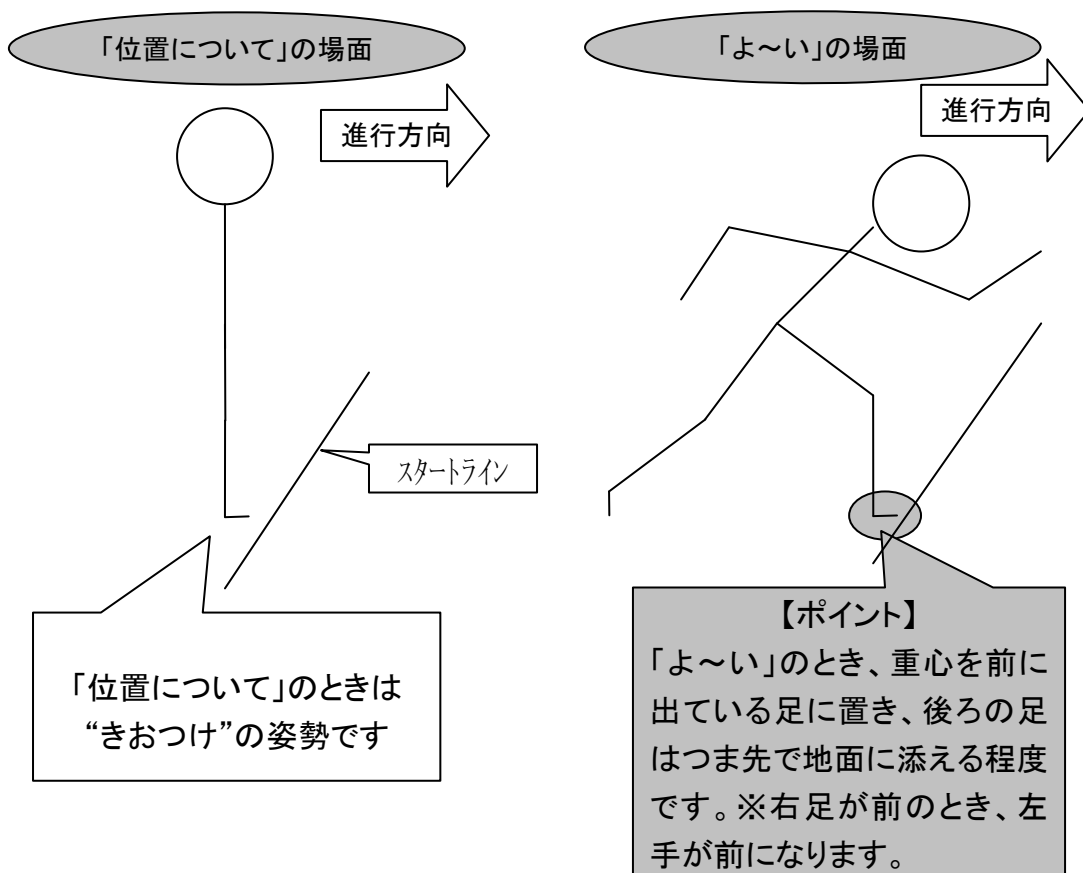 「位置について」の場面
進行方向
スタートライン
「位置について」のときは
“きおつけ”の姿勢です
「よ～い」の場面
進行方向
【ポイント】
「よ～い」のとき、重心を前に
出ている足に置き、後ろの足
はつま先で地面に添える程度
です。※右足が前のとき、左
手が前になります。